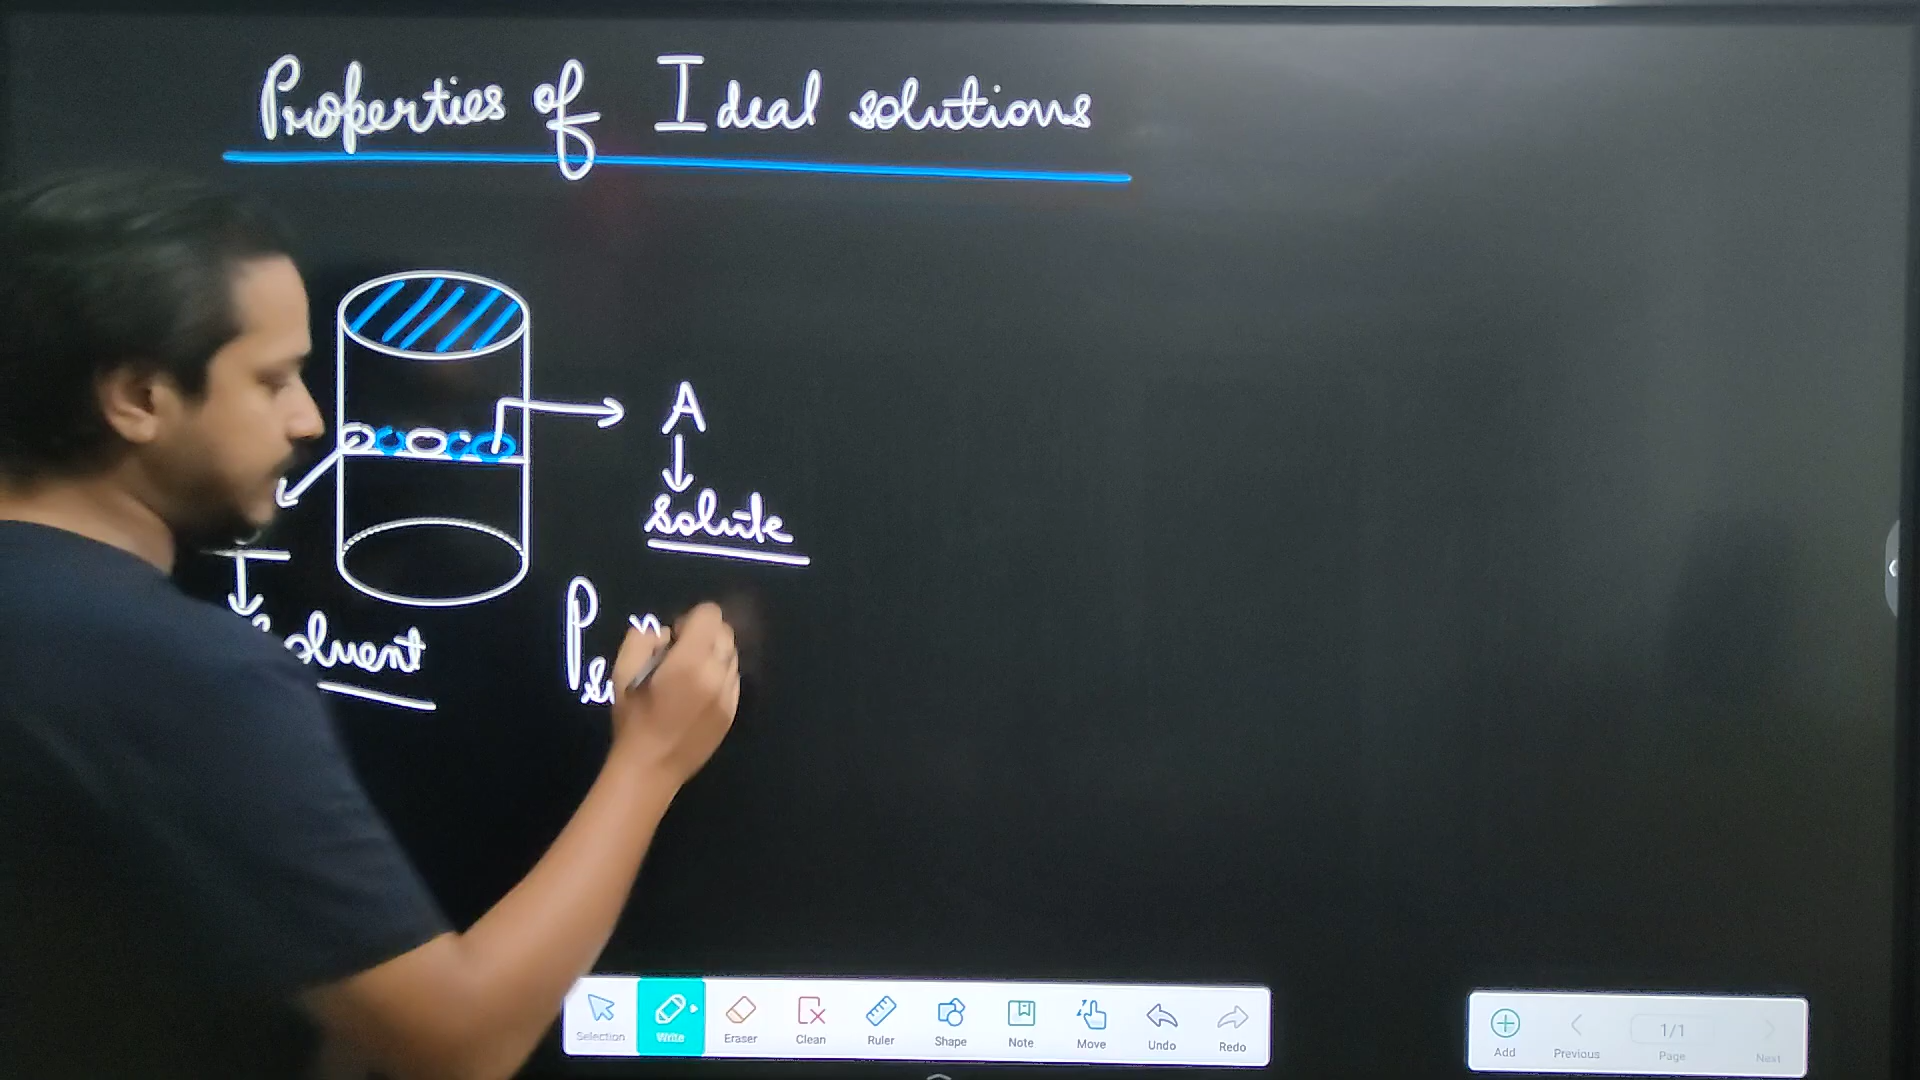 Properties of Ideal solutions
A
solute
P
Selection
Write
Eraser
Clean
Ruler
Shape
Note
Move
Undo
Redo
Add
Previous
1/1
Page
Next